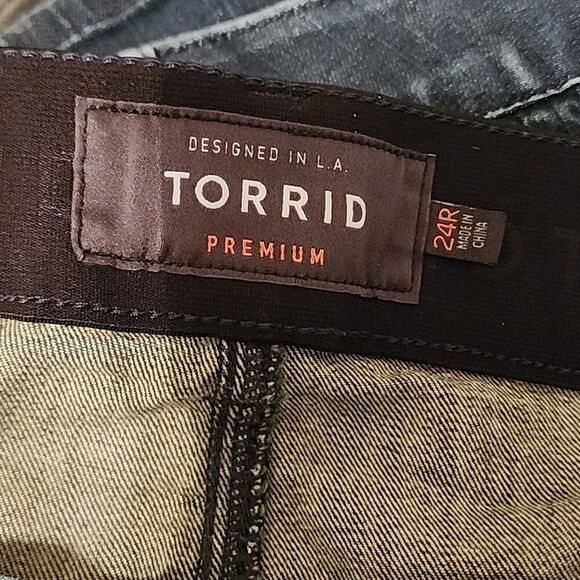 DESIGNED IN L.A.
TORRID
PREMIUM
24R
MADE IN
CHINA